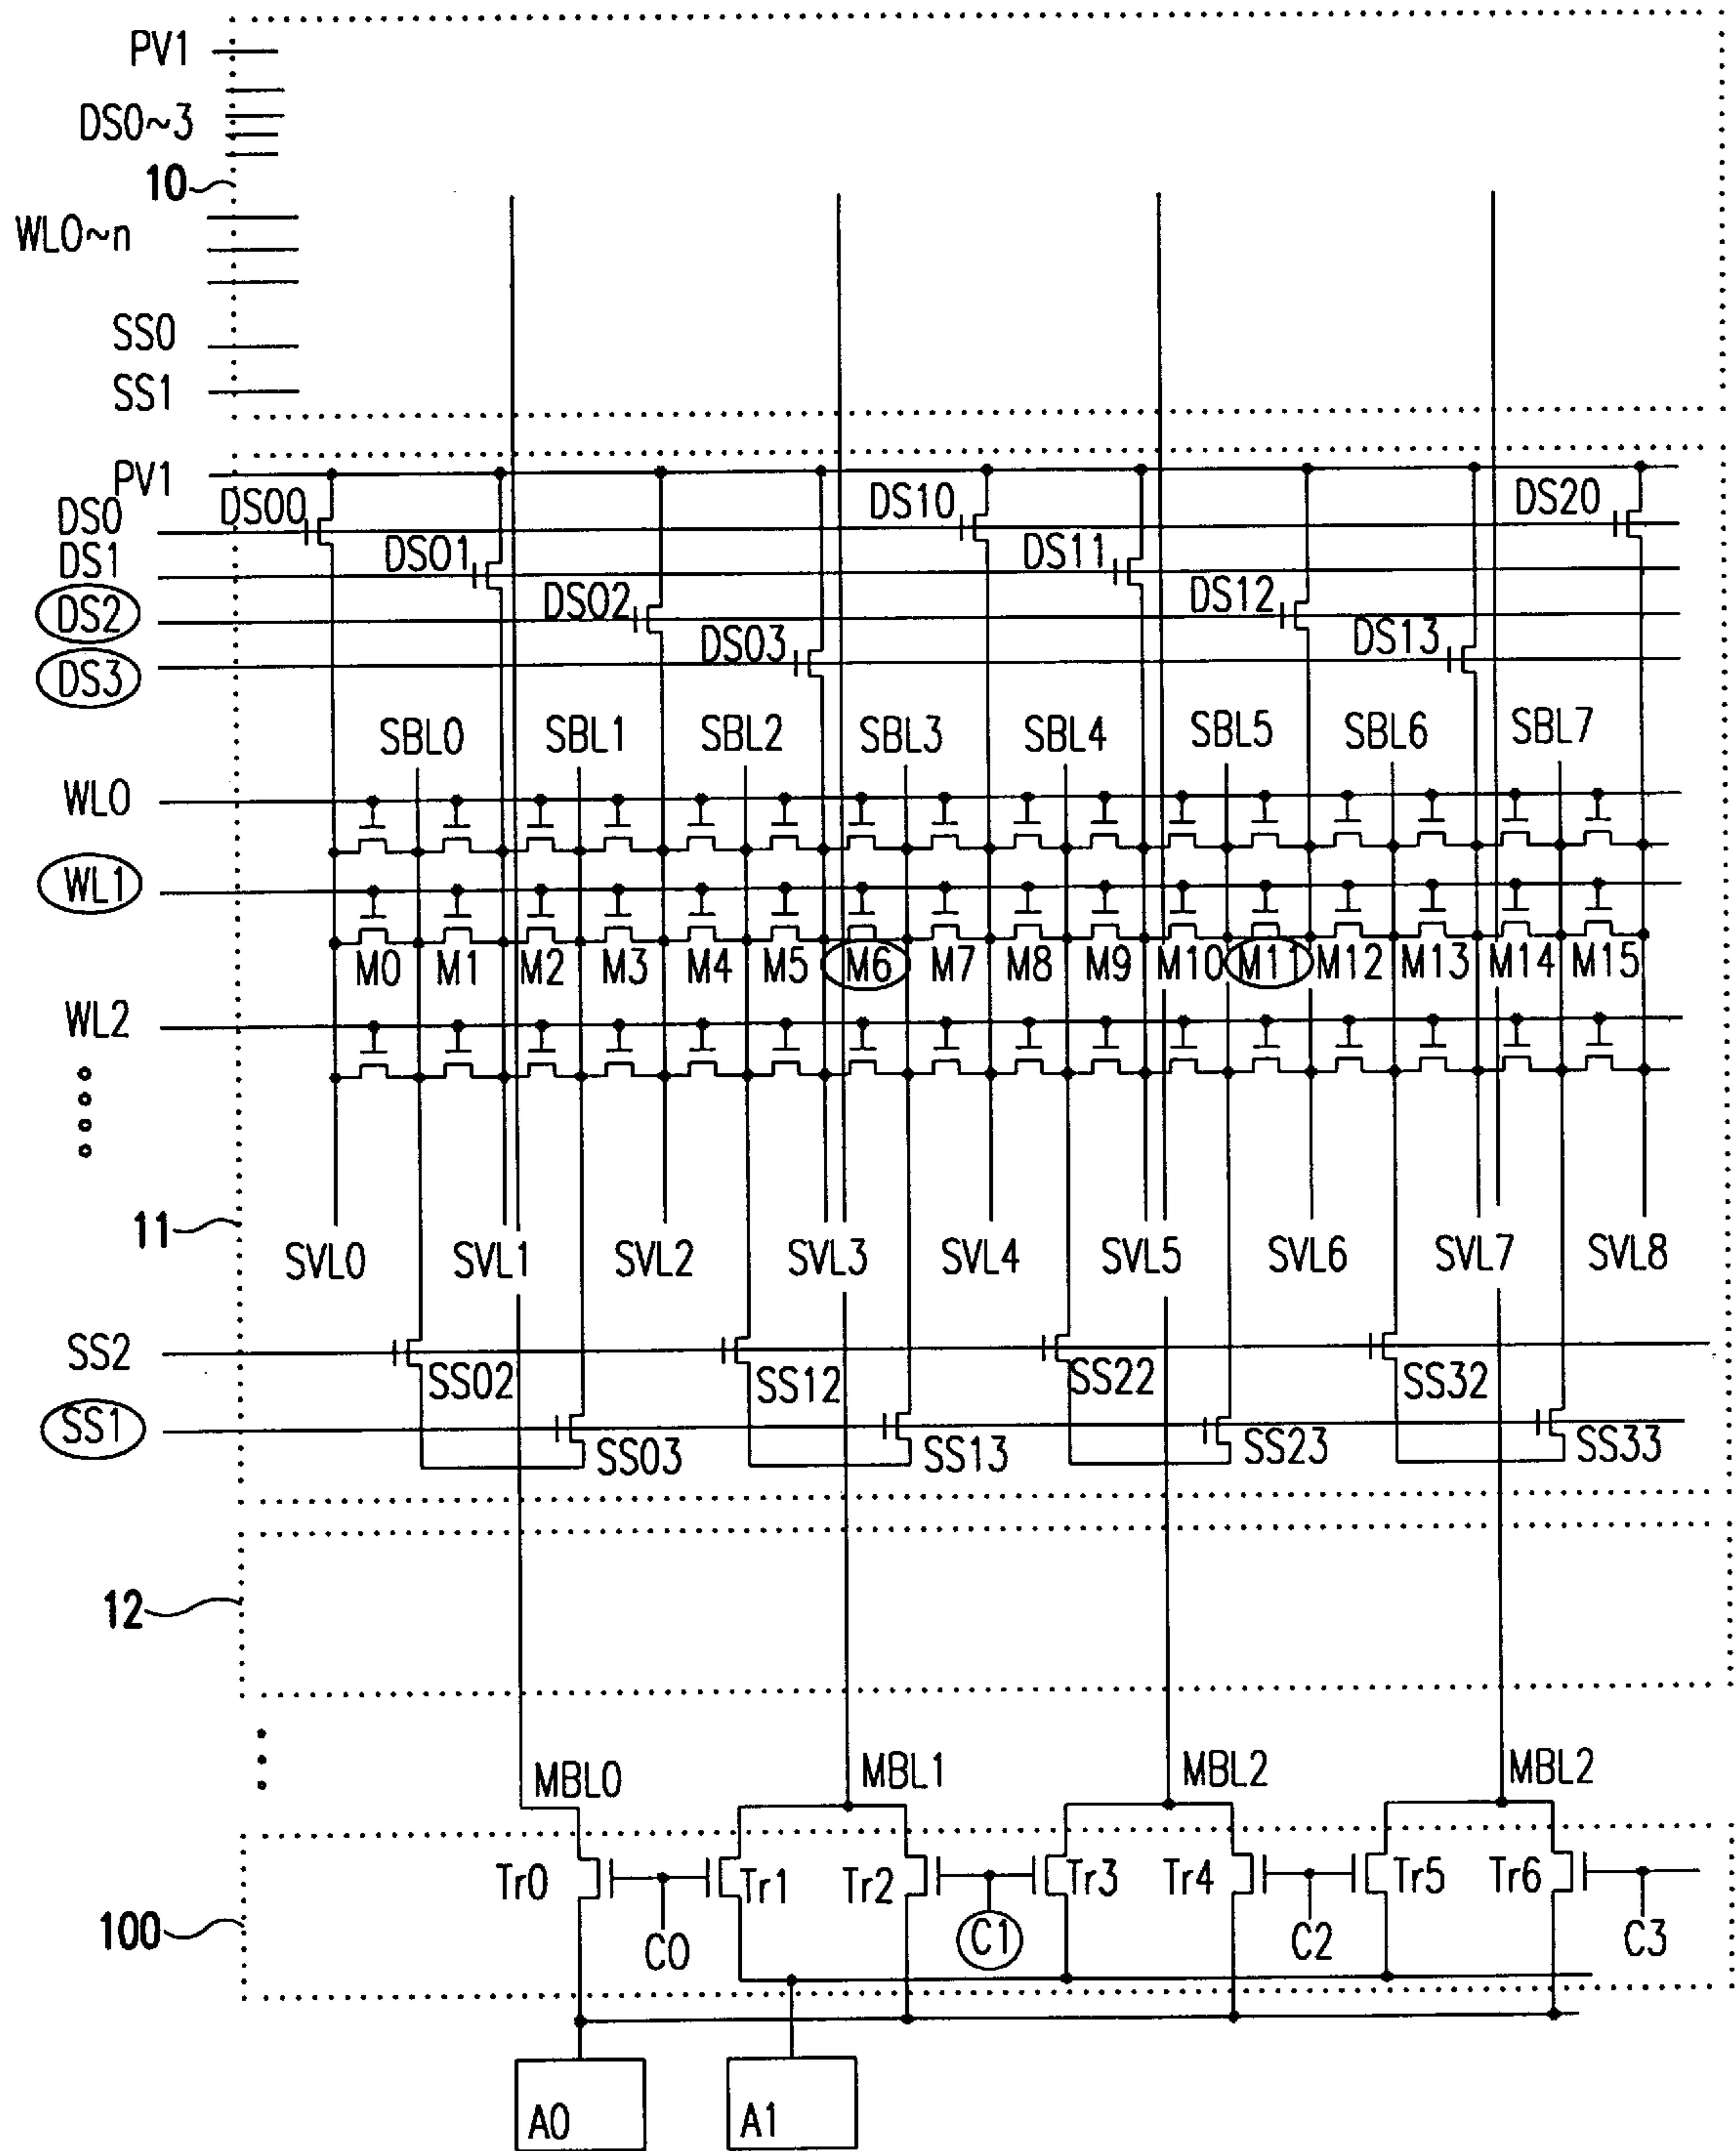 PV1
DS0~3
10
WL0~n
SS0
SS1
PV1
DS0 DS00 DS10 DS20
DS1 DS01 DS11
DS2 DS02 DS12
DS3 DS03 DS13
SBL0 SBL1 SBL2 SBL3 SBL4 SBL5 SBL6 SBL7
WL0
WL1
M0 M1 M2 M3 M4 M5 M6 M7 M8 M9 M10 M11 M12 M13 M14 M15
WL2
11
SVL0 SVL1 SVL2 SVL3 SVL4 SVL5 SVL6 SVL7 SVL8
SS2
SS02 SS12 SS22 SS32
SS1
SS03 SS13 SS23 SS33
12
MBL0 MBL1 MBL2 MBL2
Tr0 Tr1 Tr2 Tr3 Tr4 Tr5 Tr6
100
C0 C1 C2 C3
A0 A1